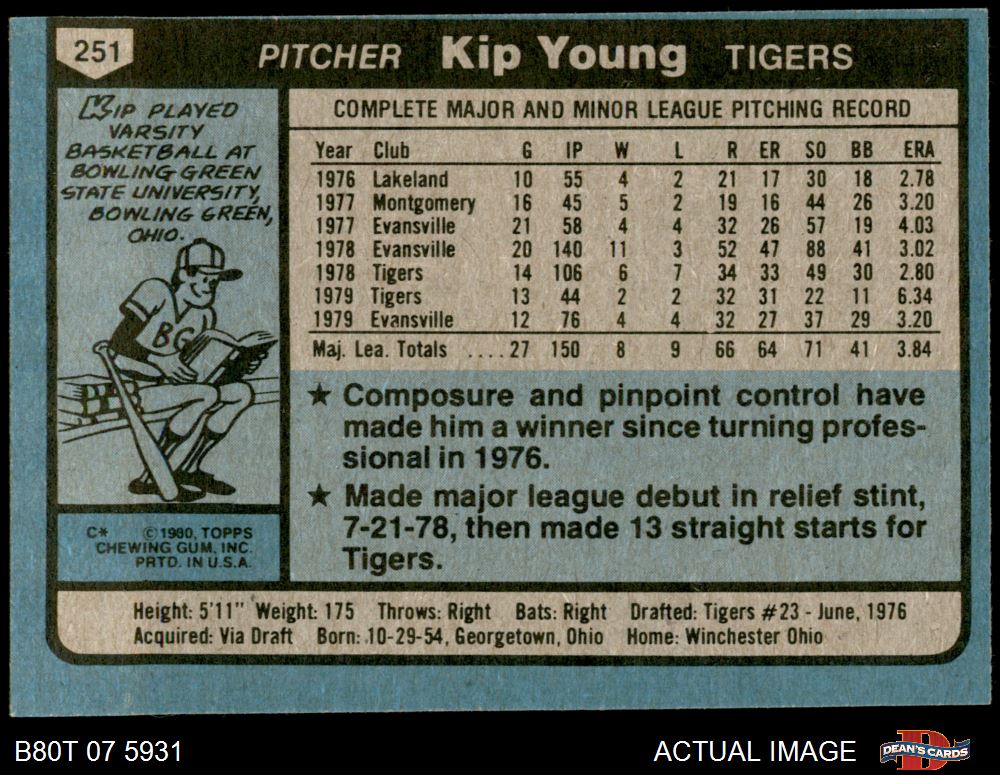 251 PITCHER Kip Young TIGERS
KIP PLAYED
VARSITY
BASKETBALL AT
BOWLING GREEN
STATE UNIVERSITY,
BOWLING GREEN,
OHIO.
BG
C* ©1980, TOPPS
CHEWING GUM, INC.
PRTD. IN U.S.A.
COMPLETE MAJOR AND MINOR LEAGUE PITCHING RECORD
Year Club G IP W L R ER SO BB ERA
1976 Lakeland 10 55 4 2 21 17 30 18 2.78
1977 Montgomery 16 45 5 2 19 16 44 26 3.20
1977 Evansville 21 58 4 4 32 26 57 19 4.03
1978 Evansville 20 140 11 3 52 47 88 41 3.02
1978 Tigers 14 106 6 7 34 33 49 30 2.80
1979 Tigers 13 44 2 2 32 31 22 11 6.34
1979 Evansville 12 76 4 4 32 27 37 29 3.20
Maj. Lea. Totals ....27 150 8 9 66 64 71 41 3.84
★ Composure and pinpoint control have
made him a winner since turning profes-
sional in 1976.
★ Made major league debut in relief stint,
7-21-78, then made 13 straight starts for
Tigers.
Height: 5'11" Weight: 175 Throws: Right Bats: Right Drafted: Tigers #23 - June, 1976
Acquired: Via Draft Born: 10-29-54, Georgetown, Ohio Home: Winchester Ohio
B80T 07 5931 ACTUAL IMAGE DEAN'S CARDS